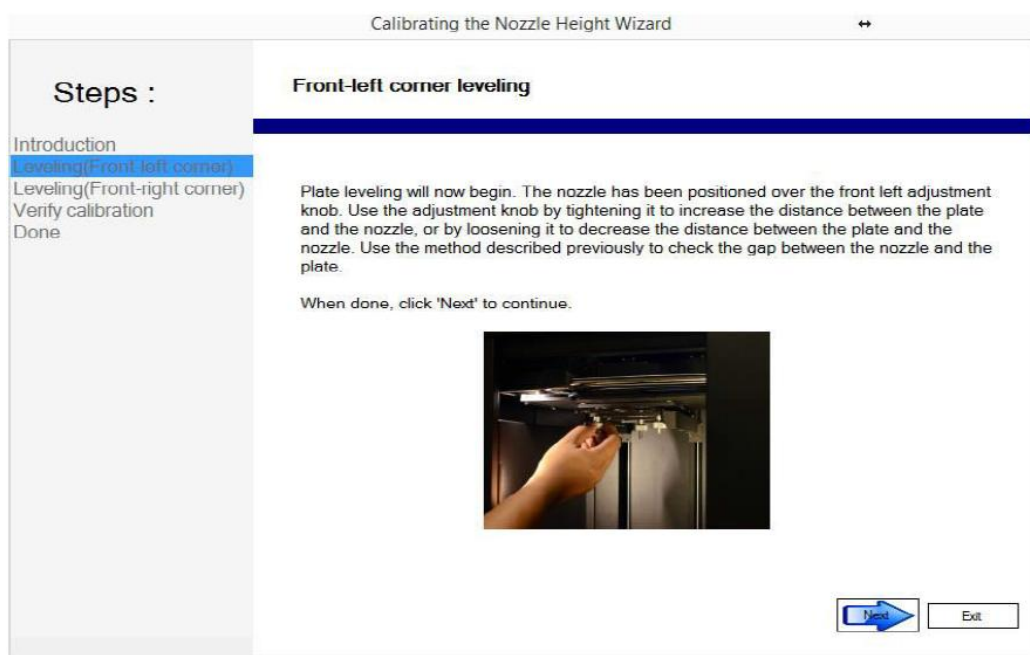 Calibrating the Nozzle Height Wizard
Steps :
Introduction
Leveling(Front-left corner)
Leveling(Front-right corner)
Verify calibration
Done
Front-left corner leveling
Plate leveling will now begin. The nozzle has been positioned over the front left adjustment
knob. Use the adjustment knob by tightening it to increase the distance between the plate
and the nozzle, or by loosening it to decrease the distance between the plate and the
nozzle. Use the method described previously to check the gap between the nozzle and the
plate.
When done, click 'Next' to continue.
Next
Exit